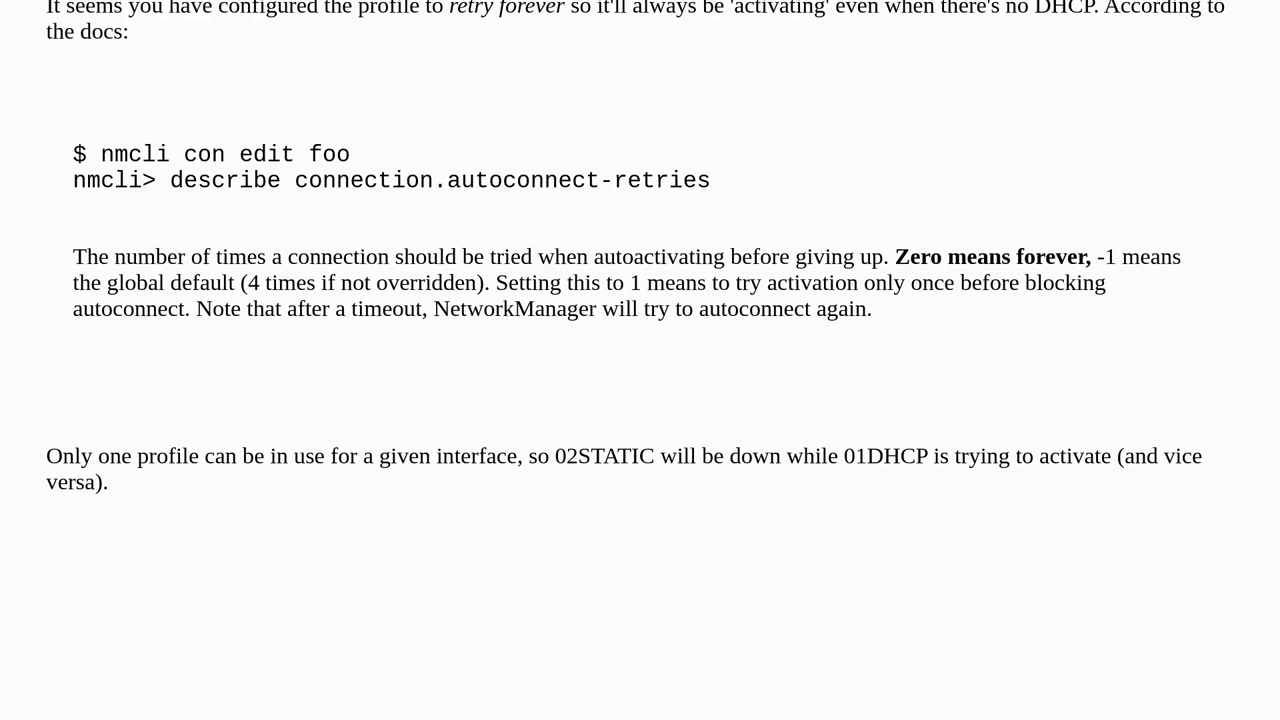 It seems you have configured the profile to retry forever so it'll always be 'activating' even when there's no DHCP. According to
the docs:
$ nmcli con edit foo
nmcli> describe connection.autoconnect-retries
The number of times a connection should be tried when autoactivating before giving up. Zero means forever, -1 means
the global default (4 times if not overridden). Setting this to 1 means to try activation only once before blocking
autoconnect. Note that after a timeout, NetworkManager will try to autoconnect again.
Only one profile can be in use for a given interface, so 02STATIC will be down while 01DHCP is trying to activate (and vice
versa).